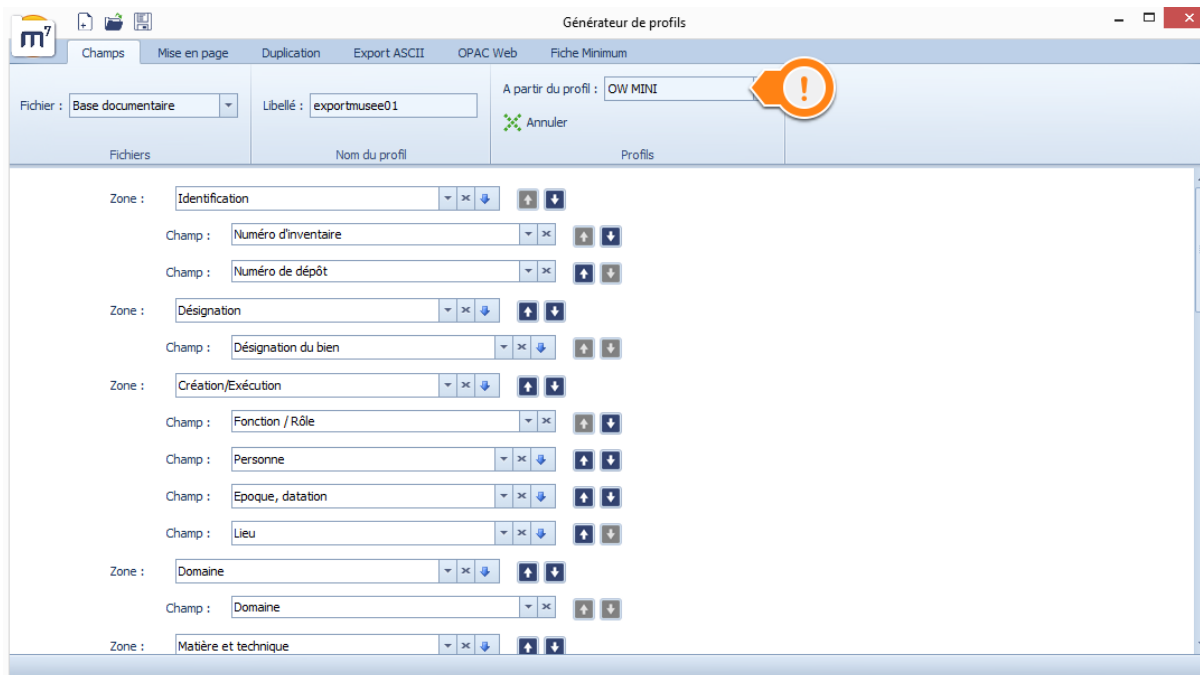 m7
Générateur de profils
Champs Mise en page Duplication Export ASCII OPAC Web Fiche Minimum
A partir du profil : OW MINI !
Fichier : Base documentaire Libellé : exportmusee01
Annuler
Fichiers Nom du profil Profils
Zone : Identification
Champ : Numéro d'inventaire
Champ : Numéro de dépôt
Zone : Désignation
Champ : Désignation du bien
Zone : Création/Exécution
Champ : Fonction / Rôle
Champ : Personne
Champ : Epoque, datation
Champ : Lieu
Zone : Domaine
Champ : Domaine
Zone : Matière et technique